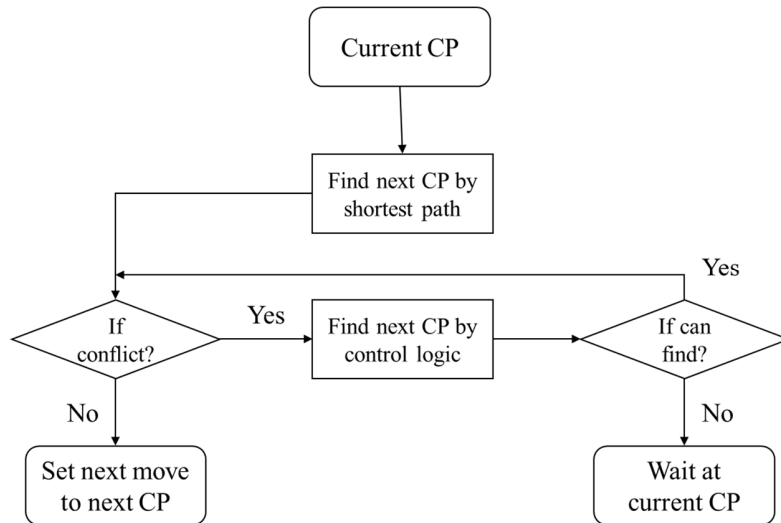 Current CP
Find next CP by
shortest path
Yes
If
conflict?
Yes
Find next CP by
control logic
If can
find?
No
No
Set next move
to next CP
Wait at
current CP